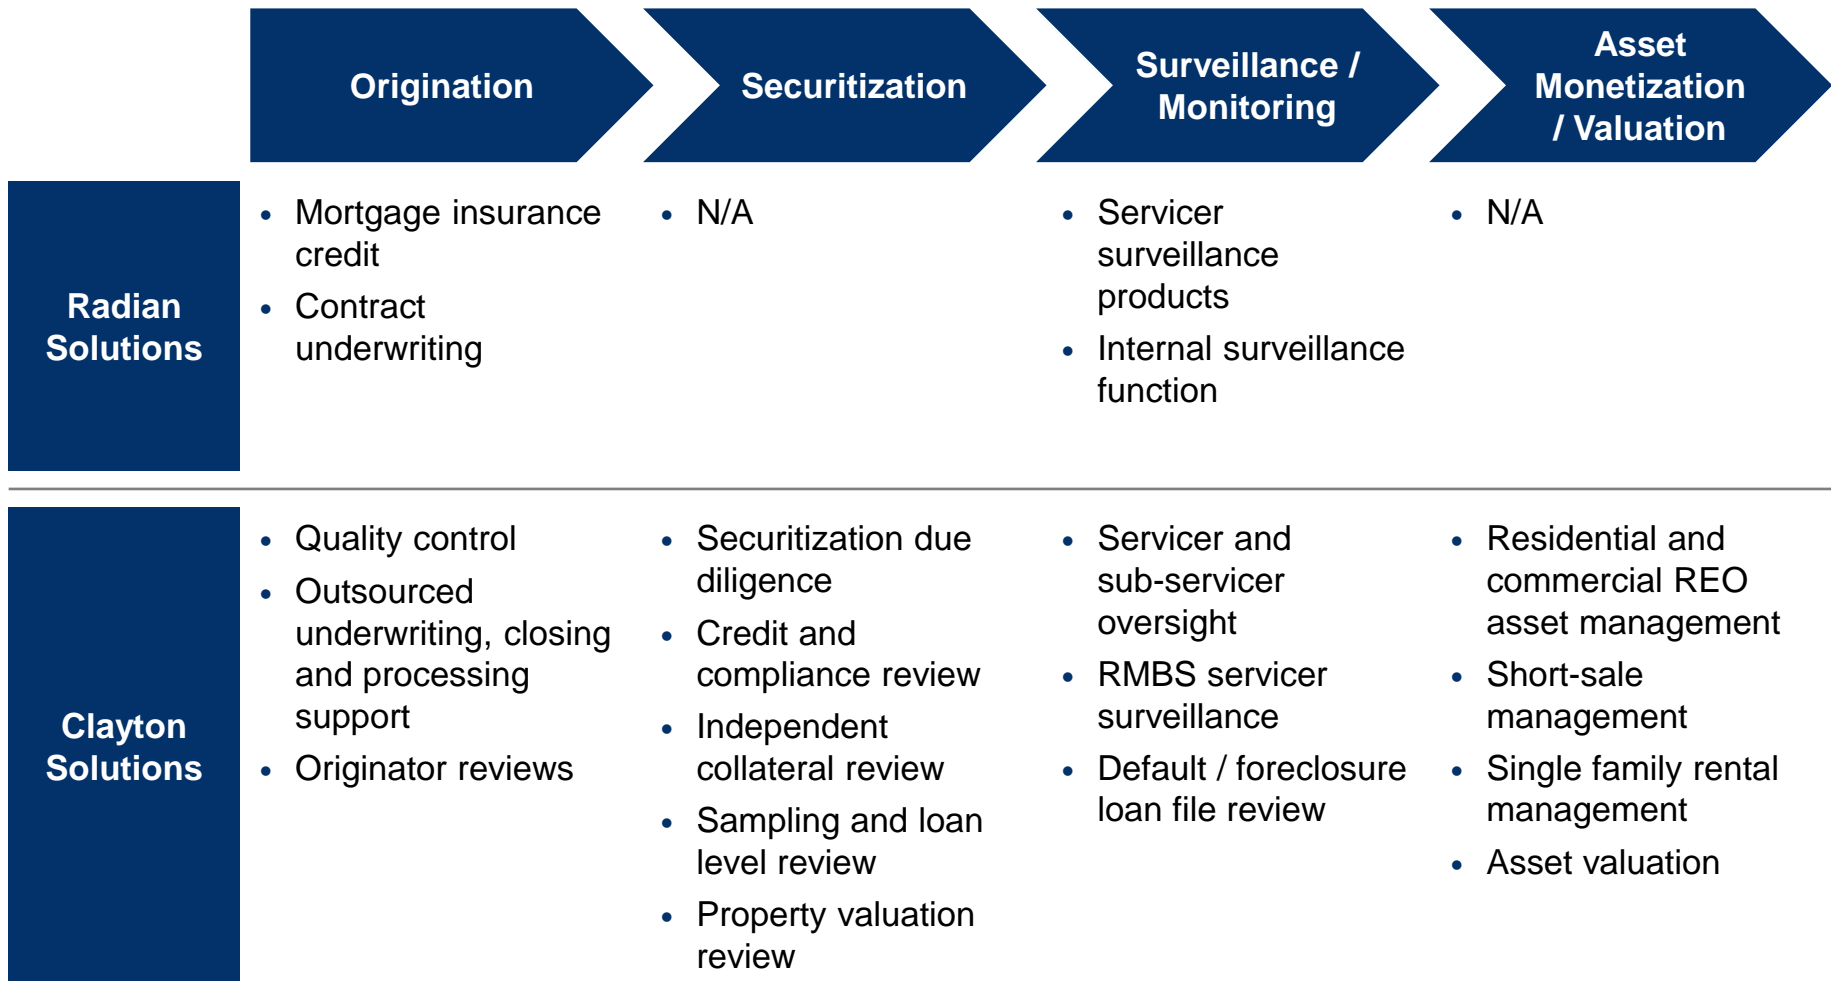 Origination
Securitization
Surveillance /
Monitoring
Asset
Monetization
/ Valuation
Radian
Solutions
• Mortgage insurance
credit
• Contract
underwriting
• N/A
• Servicer
surveillance
products
• Internal surveillance
function
• N/A
Clayton
Solutions
• Quality control
• Outsourced
underwriting, closing
and processing
support
• Originator reviews
• Securitization due
diligence
• Credit and
compliance review
• Independent
collateral review
• Sampling and loan
level review
• Property valuation
review
• Servicer and
sub-servicer
oversight
• RMBS servicer
surveillance
• Default / foreclosure
loan file review
• Residential and
commercial REO
asset management
• Short-sale
management
• Single family rental
management
• Asset valuation